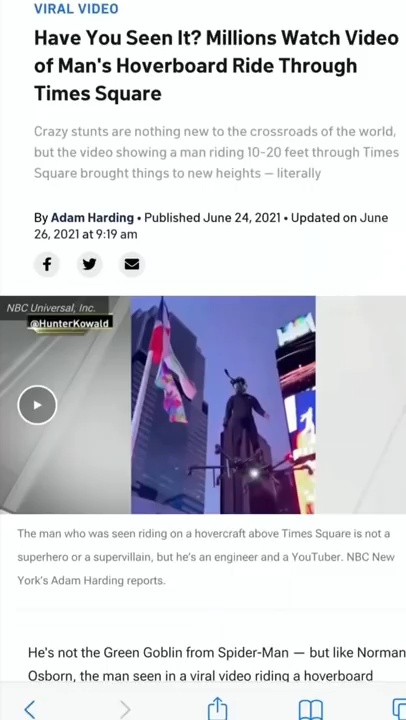 VIRAL VIDEO
Have You Seen It? Millions Watch Video
of Man's Hoverboard Ride Through
Times Square
Crazy stunts are nothing new to the crossroads of the world,
but the video showing a man riding 10-20 feet through Times
Square brought things to new heights — literally
By Adam Harding • Published June 24, 2021 • Updated on June
26, 2021 at 9:19 am
NBC Universal, Inc.
@HunterKowald
The man who was seen riding on a hovercraft above Times Square is not a
superhero or a supervillain, but he's an engineer and a YouTuber. NBC New
York's Adam Harding reports.
He's not the Green Goblin from Spider-Man — but like Norman
Osborn, the man seen in a viral video riding a hoverboard